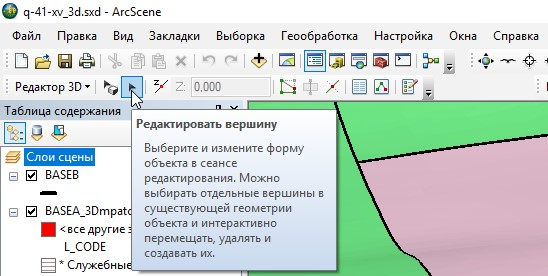 q-41-xv_3d.sxd - ArcScene
Файл Правка Вид Закладки Выборка Геообработка Настройка Окна Справка
Редактор 3D Z: 0,000
Таблица содержания
Редактировать вершину
Выберите и измените форму
объекта в сеансе
редактирования. Можно
выбирать отдельные вершины в
существующей геометрии
объекта и интерактивно
перемещать, удалять и
создавать их.
Слои сцены
BASEB
BASEA_3Dmpato
<все другие з
L_CODE
* Служебные